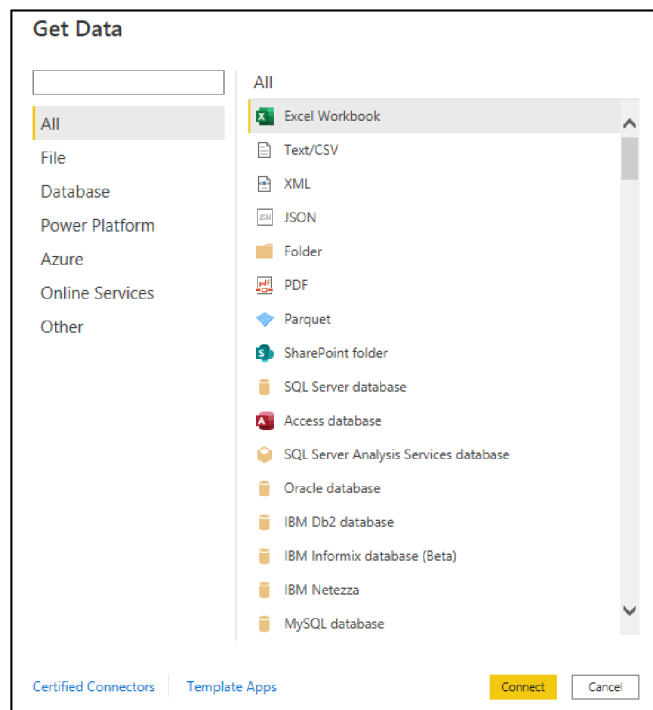 Get Data
All
File
Database
Power Platform
Azure
Online Services
Other
All
Excel Workbook
Text/CSV
XML
JSON
Folder
PDF
Parquet
SharePoint folder
SQL Server database
Access database
SQL Server Analysis Services database
Oracle database
IBM Db2 database
IBM Informix database (Beta)
IBM Netezza
MySQL database
Certified Connectors
Template Apps
Connect
Cancel